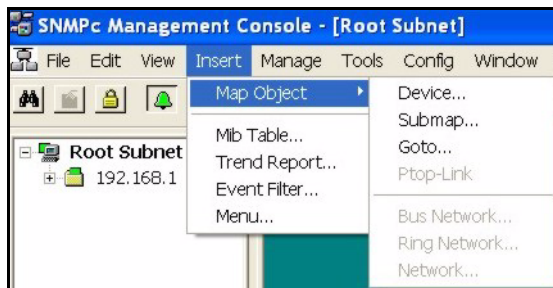 SNMPc Management Console - [Root Subnet]
File Edit View Insert Manage Tools Config Window
Map Object
Mib Table...
Trend Report...
Event Filter...
Menu...
Device...
Submap...
Goto...
Ptop-Link
Bus Network...
Ring Network...
Network...
Root Subnet
192.168.1